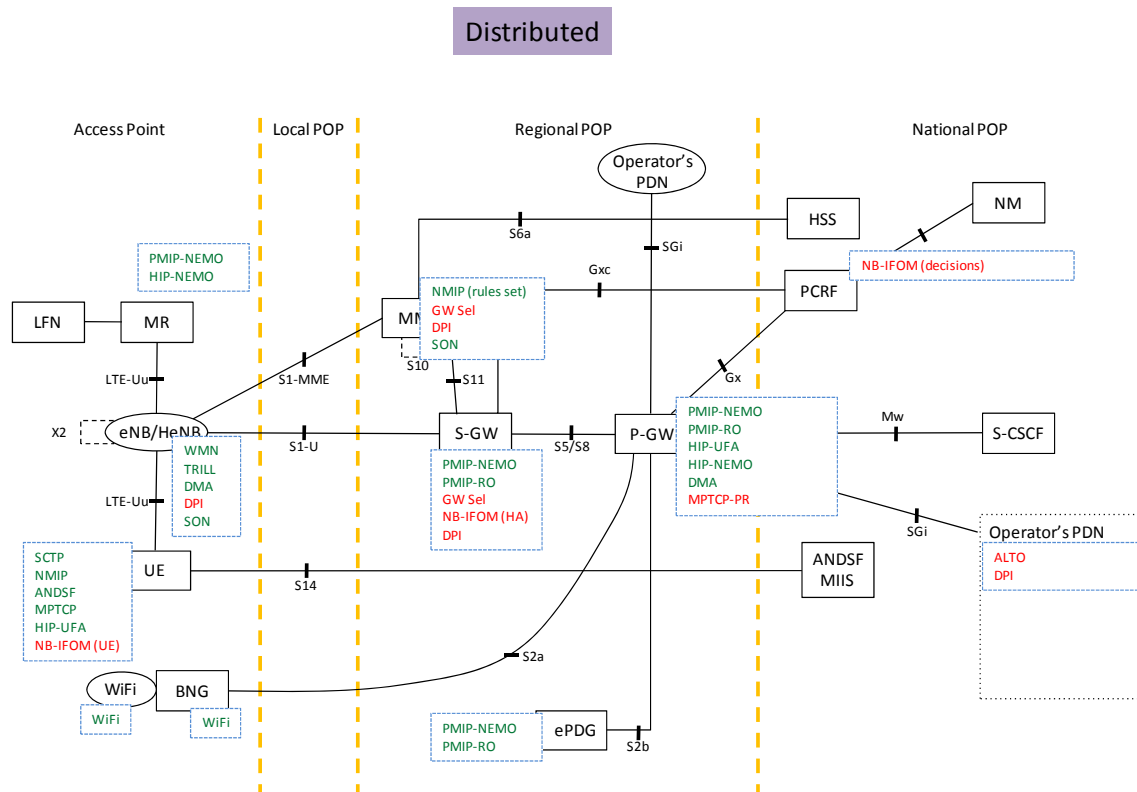 Distributed
Access Point
Local POP
Regional POP
National POP
Operator's
PDN
HSS
NM
S6a
SGi
PMIP-NEMO
HIP-NEMO
NB-IFOM (decisions)
Gxc
PCRF
NMIP (rules set)
GW Sel
DPI
SON
LFN
MR
MM
S10
S11
LTE-Uu
S1-MME
Gx
X2
eNB/HeNB
S1-U
S-GW
S5/S8
P-GW
Mw
S-CSCF
PMIP-NEMO
PMIP-RO
HIP-UFA
HIP-NEMO
DMA
MPTCP-PR
WMN
TRILL
DMA
DPI
SON
PMIP-NEMO
PMIP-RO
GW Sel
NB-IFOM (HA)
DPI
LTE-Uu
SGi
Operator's PDN
ALTO
DPI
SCTP
NMIP
ANDSF
MPTCP
HIP-UFA
NB-IFOM (UE)
UE
S14
ANDSF
MIIS
S2a
WiFi
BNG
WiFi
WiFi
PMIP-NEMO
PMIP-RO
ePDG
S2b